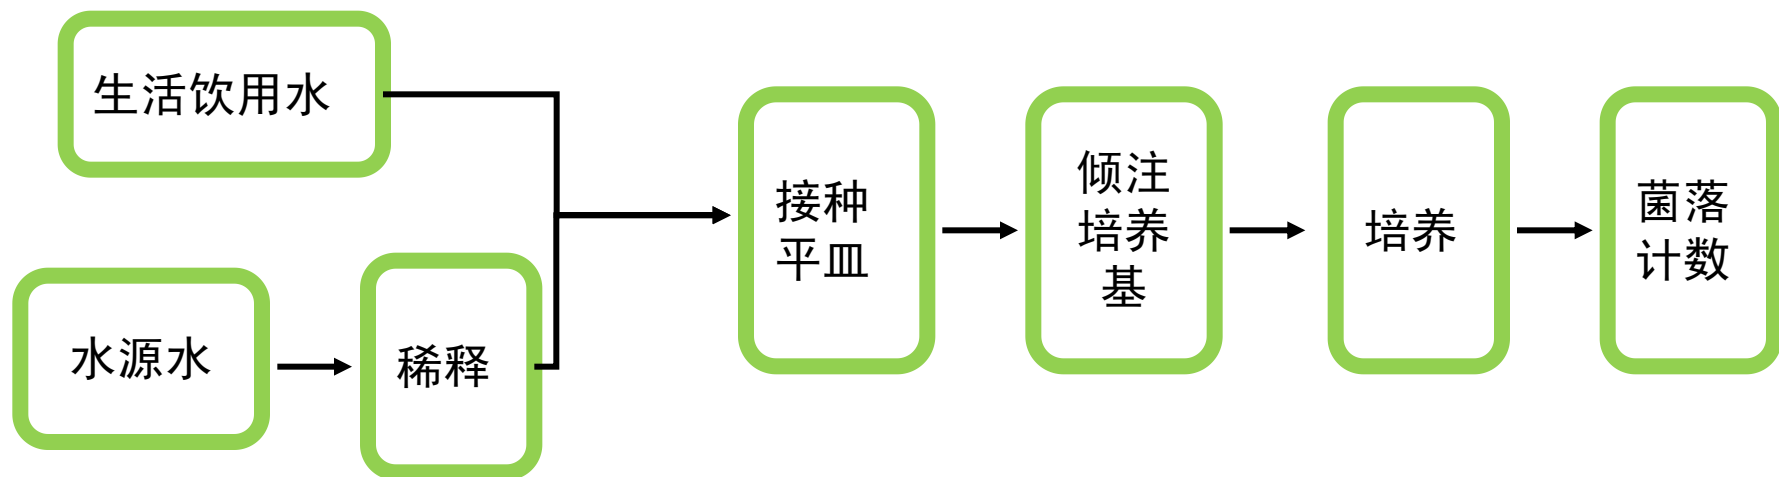 生活饮用水
水源水
稀释
接种
平皿
倾注
培养
基
培养
菌落
计数